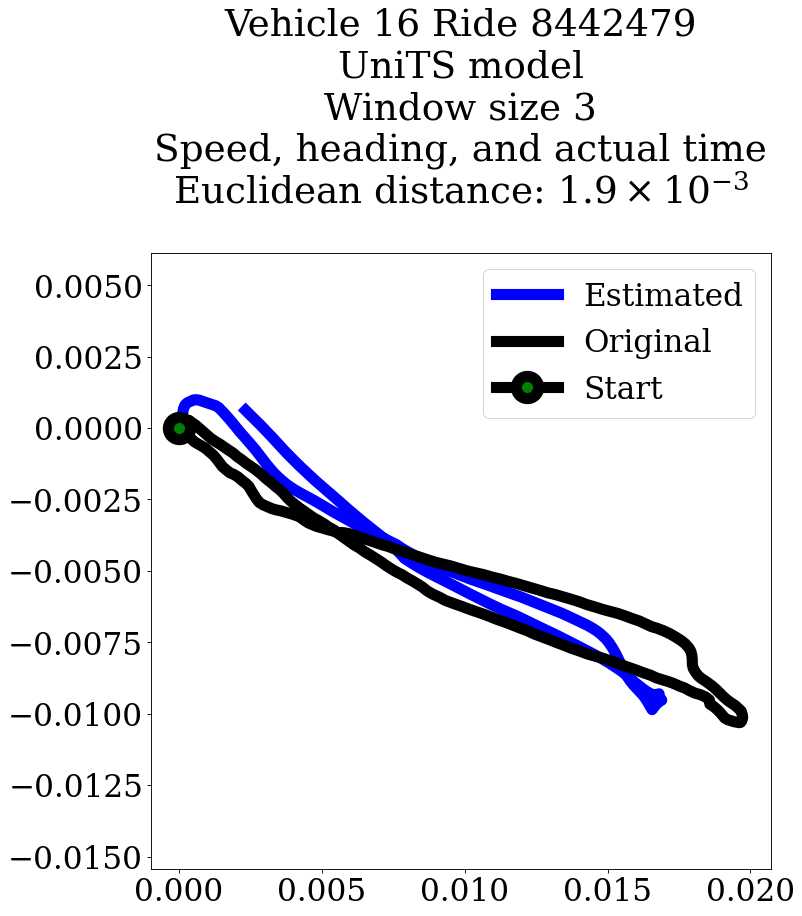 Vehicle 16 Ride 8442479
UniTS model
Window size 3
Speed, heading, and actual time
Euclidean distance: 1.9 × 10⁻³
Estimated
Original
Start
0.0050
0.0025
0.0000
−0.0025
−0.0050
−0.0075
−0.0100
−0.0125
−0.0150
0.000 0.005 0.010 0.015 0.020